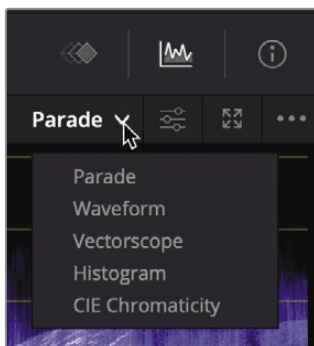 Parade
Parade
Waveform
Vectorscope
Histogram
CIE Chromaticity